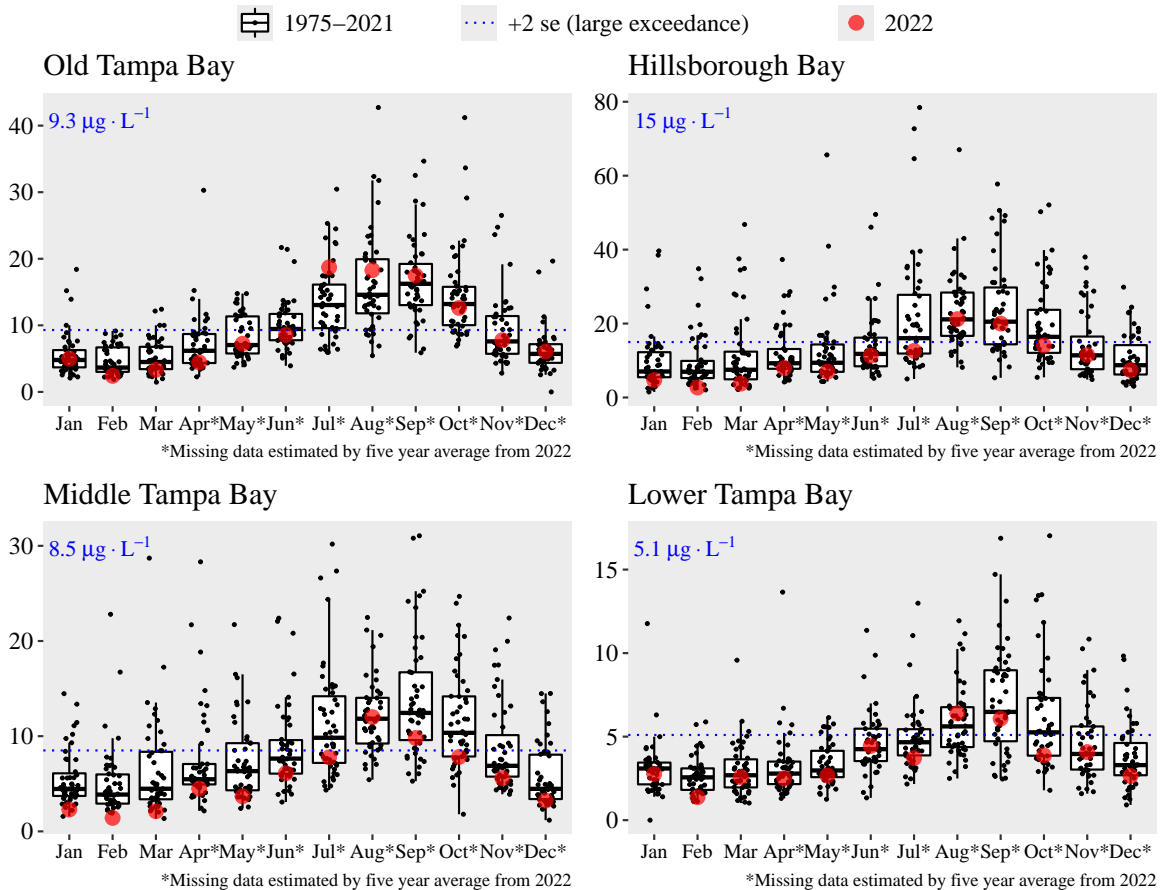 1975–2021 +2 se (large exceedance) 2022
Old Tampa Bay
9.3 μg · L⁻¹
40
30
20
10
0
Jan Feb Mar Apr* May* Jun* Jul* Aug* Sep* Oct* Nov* Dec*
*Missing data estimated by five year average from 2022
Hillsborough Bay
15 μg · L⁻¹
80
60
40
20
0
Jan Feb Mar Apr* May* Jun* Jul* Aug* Sep* Oct* Nov* Dec*
*Missing data estimated by five year average from 2022
Middle Tampa Bay
8.5 μg · L⁻¹
30
20
10
0
Jan Feb Mar Apr* May* Jun* Jul* Aug* Sep* Oct* Nov* Dec*
*Missing data estimated by five year average from 2022
Lower Tampa Bay
5.1 μg · L⁻¹
15
10
5
0
Jan Feb Mar Apr* May* Jun* Jul* Aug* Sep* Oct* Nov* Dec*
*Missing data estimated by five year average from 2022